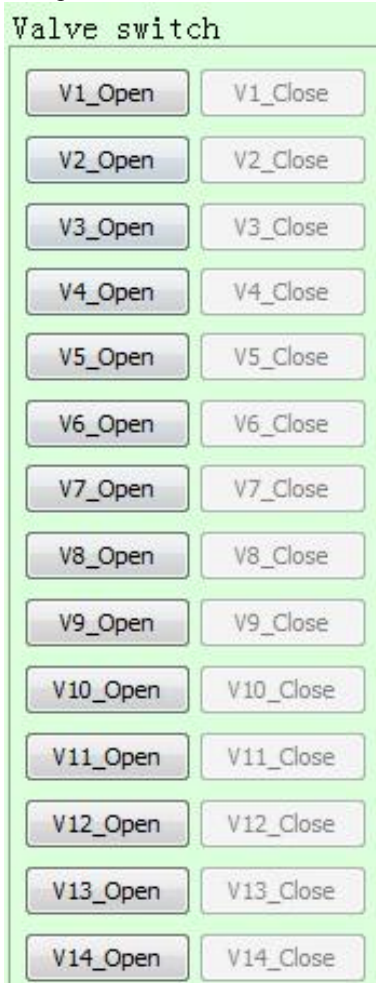 Valve switch
V1_Open V1_Close
V2_Open V2_Close
V3_Open V3_Close
V4_Open V4_Close
V5_Open V5_Close
V6_Open V6_Close
V7_Open V7_Close
V8_Open V8_Close
V9_Open V9_Close
V10_Open V10_Close
V11_Open V11_Close
V12_Open V12_Close
V13_Open V13_Close
V14_Open V14_Close